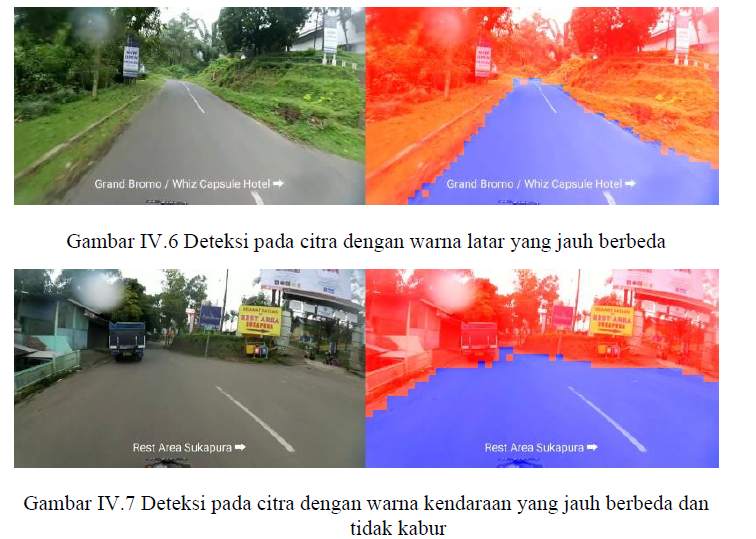 Grand Bromo / Whiz Capsule Hotel ➡
Grand Bromo / Whiz Capsule Hotel ➡
Gambar IV.6 Deteksi pada citra dengan warna latar yang jauh berbeda
REST AREA
SUKAPURA
REST AREA
SUKAPURA
Rest Area Sukapura ➡
Rest Area Sukapura ➡
Gambar IV.7 Deteksi pada citra dengan warna kendaraan yang jauh berbeda dan
tidak kabur